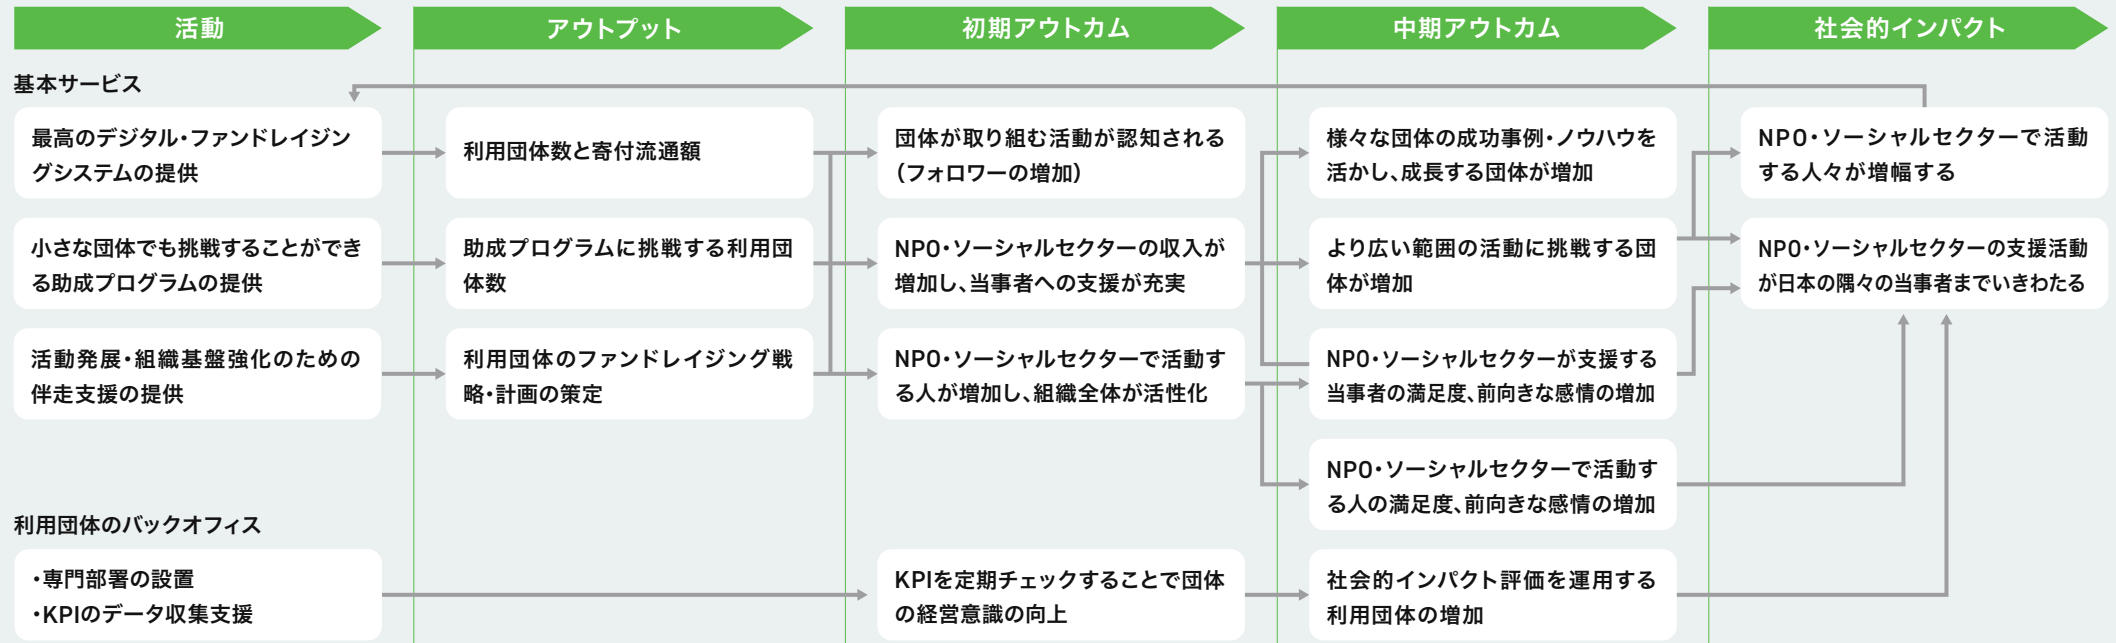 活動
アウトプット
初期アウトカム
中期アウトカム
社会的インパクト
基本サービス
最高のデジタル・ファンドレイジン
グシステムの提供
利用団体数と寄付流通額
団体が取り組む活動が認知される
（フォロワーの増加）
様々な団体の成功事例・ノウハウを
活かし、成長する団体が増加
NPO・ソーシャルセクターで活動
する人々が増幅する
小さな団体でも挑戦することができ
る助成プログラムの提供
助成プログラムに挑戦する利用団
体数
NPO・ソーシャルセクターの収入が
増加し、当事者への支援が充実
より広い範囲の活動に挑戦する団
体が増加
NPO・ソーシャルセクターの支援活動
が日本の隅々の当事者までいきわたる
活動発展・組織基盤強化のための
伴走支援の提供
利用団体のファンドレイジング戦
略・計画の策定
NPO・ソーシャルセクターで活動す
る人が増加し、組織全体が活性化
NPO・ソーシャルセクターが支援する
当事者の満足度、前向きな感情の増加
NPO・ソーシャルセクターで活動す
る人の満足度、前向きな感情の増加
利用団体のバックオフィス
・専門部署の設置
・KPIのデータ収集支援
KPIを定期チェックすることで団体
の経営意識の向上
社会的インパクト評価を運用する
利用団体の増加